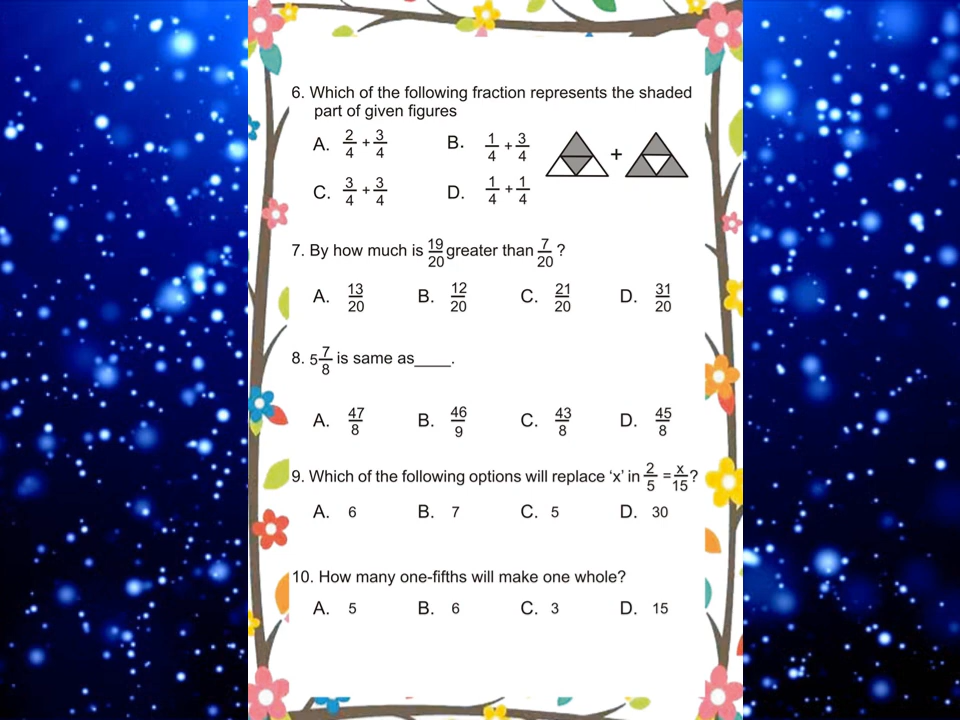 6. Which of the following fraction represents the shaded
part of given figures
A. 2/4 + 3/4 B. 1/4 + 3/4 +
C. 3/4 + 3/4 D. 1/4 + 1/4
7. By how much is 19/20 greater than 7/20 ?
A. 13/20 B. 12/20 C. 21/20 D. 31/20
8. 5 7/8 is same as____.
A. 47/8 B. 46/9 C. 43/8 D. 45/8
9. Which of the following options will replace ‘x’ in 2/5 = x/15 ?
A. 6 B. 7 C. 5 D. 30
10. How many one-fifths will make one whole?
A. 5 B. 6 C. 3 D. 15